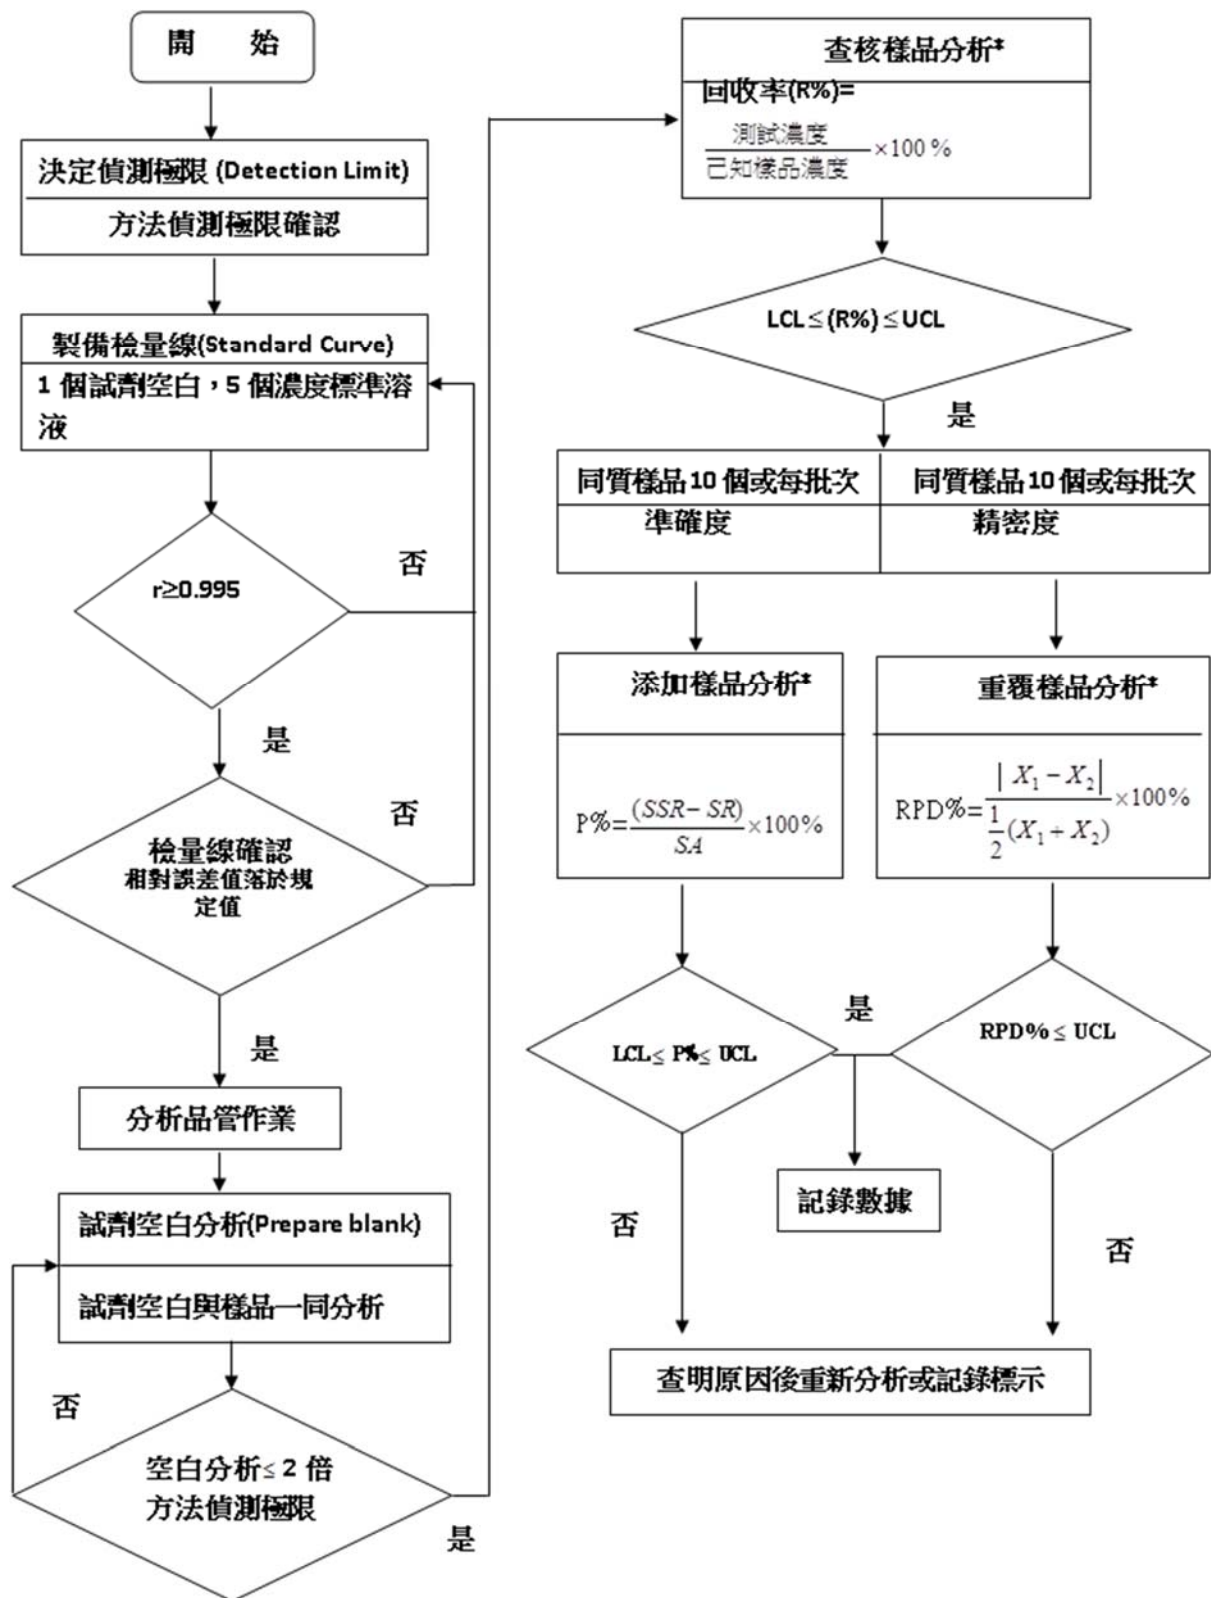 開 始
決定偵測極限 (Detection Limit)
方法偵測極限確認
製備檢量線(Standard Curve)
1 個試劑空白，5 個濃度標準溶
液
r≥0.995
否
是
檢量線確認
相對誤差值落於規
定值
否
是
分析品管作業
試劑空白分析(Prepare blank)
試劑空白與樣品一同分析
否
空白分析≤ 2 倍
方法偵測極限
是
查核樣品分析*
回收率(R%)=
測試濃度
己知樣品濃度
×100 %
LCL ≤ (R%) ≤ UCL
是
同質樣品 10 個或每批次
準確度
同質樣品 10 個或每批次
精密度
添加樣品分析*
P%=(SSR− SR)/SA ×100%
重覆樣品分析*
RPD%=| X₁ − X₂|/½(X₁ + X₂) ×100%
LCL ≤ P% ≤ UCL
是
RPD% ≤ UCL
記錄數據
否
否
查明原因後重新分析或記錄標示